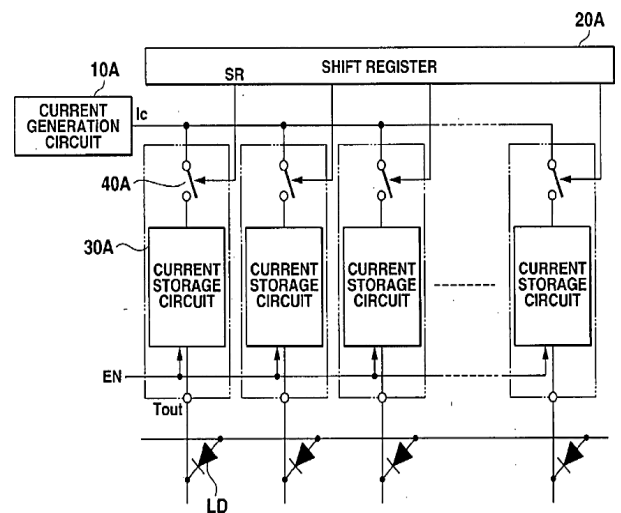 20A
SHIFT REGISTER
SR
10A
CURRENT
GENERATION
CIRCUIT
Ic
40A
30A
CURRENT
STORAGE
CIRCUIT
CURRENT
STORAGE
CIRCUIT
CURRENT
STORAGE
CIRCUIT
CURRENT
STORAGE
CIRCUIT
EN
Tout
LD